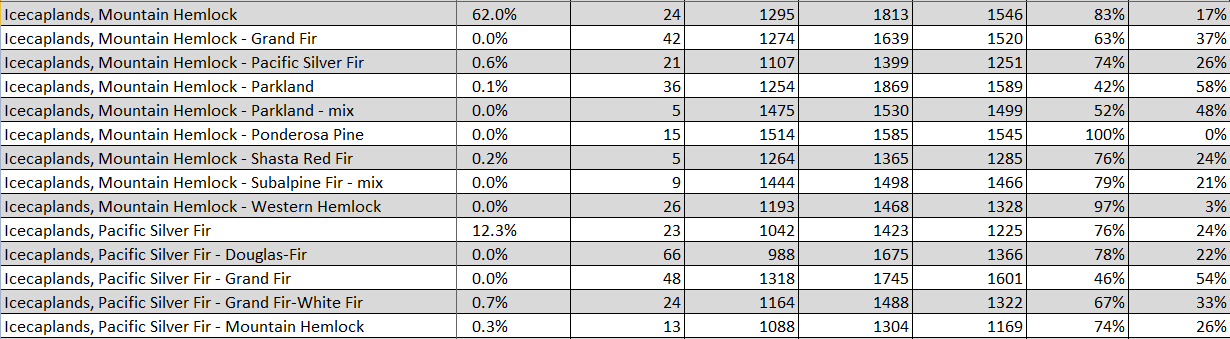 Icecaplands, Mountain Hemlock 62.0% 24 1295 1813 1546 83% 17%
Icecaplands, Mountain Hemlock - Grand Fir 0.0% 42 1274 1639 1520 63% 37%
Icecaplands, Mountain Hemlock - Pacific Silver Fir 0.6% 21 1107 1399 1251 74% 26%
Icecaplands, Mountain Hemlock - Parkland 0.1% 36 1254 1869 1589 42% 58%
Icecaplands, Mountain Hemlock - Parkland - mix 0.0% 5 1475 1530 1499 52% 48%
Icecaplands, Mountain Hemlock - Ponderosa Pine 0.0% 15 1514 1585 1545 100% 0%
Icecaplands, Mountain Hemlock - Shasta Red Fir 0.2% 5 1264 1365 1285 76% 24%
Icecaplands, Mountain Hemlock - Subalpine Fir - mix 0.0% 9 1444 1498 1466 79% 21%
Icecaplands, Mountain Hemlock - Western Hemlock 0.0% 26 1193 1468 1328 97% 3%
Icecaplands, Pacific Silver Fir 12.3% 23 1042 1423 1225 76% 24%
Icecaplands, Pacific Silver Fir - Douglas-Fir 0.0% 66 988 1675 1366 78% 22%
Icecaplands, Pacific Silver Fir - Grand Fir 0.0% 48 1318 1745 1601 46% 54%
Icecaplands, Pacific Silver Fir - Grand Fir-White Fir 0.7% 24 1164 1488 1322 67% 33%
Icecaplands, Pacific Silver Fir - Mountain Hemlock 0.3% 13 1088 1304 1169 74% 26%